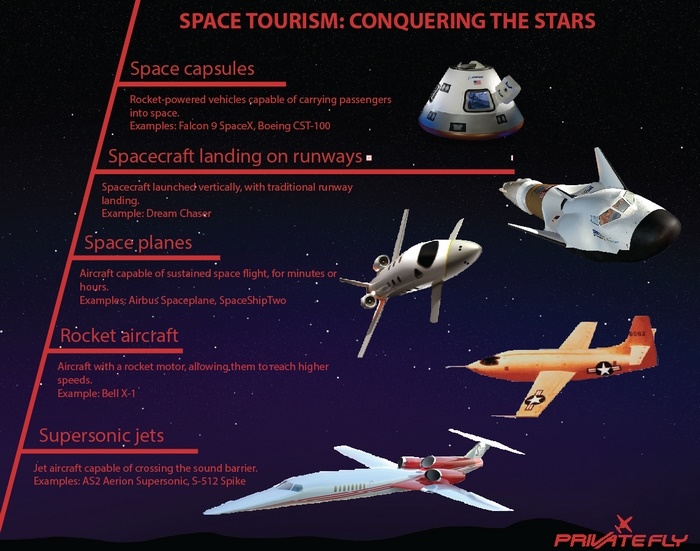 SPACE TOURISM: CONQUERING THE STARS
Space capsules
Rocket-powered vehicles capable of carrying passengers
into space.
Examples: Falcon 9 SpaceX, Boeing CST-100
Spacecraft landing on runways
Spacecraft launched vertically, with traditional runway
landing.
Example: Dream Chaser
Space planes
Aircraft capable of sustained space flight, for minutes or
hours.
Examples: Airbus Spaceplane, SpaceShipTwo
Rocket aircraft
Aircraft with a rocket motor, allowing them to reach higher
speeds.
Example: Bell X-1
Supersonic jets
Jet aircraft capable of crossing the sound barrier.
Examples: AS2 Aerion Supersonic, S-512 Spike
PRIVATEFLY